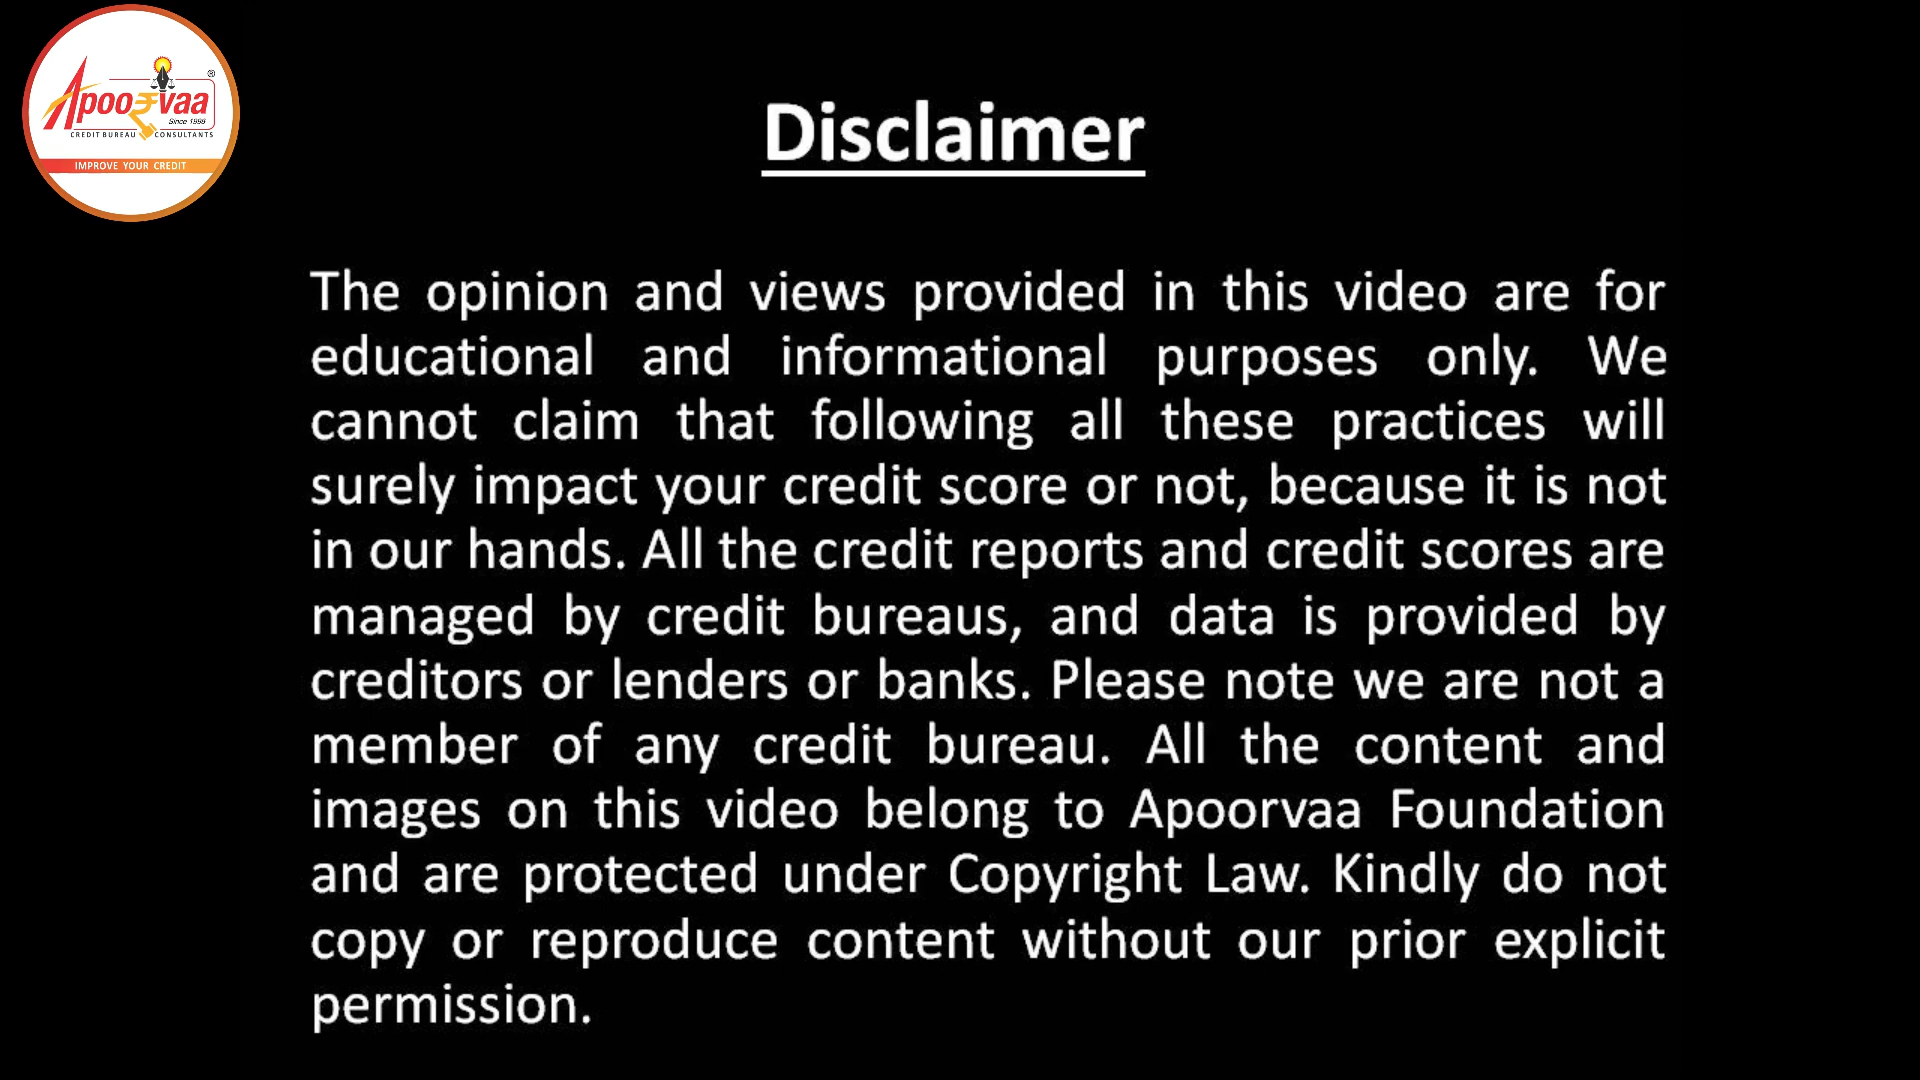 Apoorvaa
®
Since 1998
CREDIT BUREAU CONSULTANTS
IMPROVE YOUR CREDIT
Disclaimer
The opinion and views provided in this video are for
educational and informational purposes only. We
cannot claim that following all these practices will
surely impact your credit score or not, because it is not
in our hands. All the credit reports and credit scores are
managed by credit bureaus, and data is provided by
creditors or lenders or banks. Please note we are not a
member of any credit bureau. All the content and
images on this video belong to Apoorvaa Foundation
and are protected under Copyright Law. Kindly do not
copy or reproduce content without our prior explicit
permission.